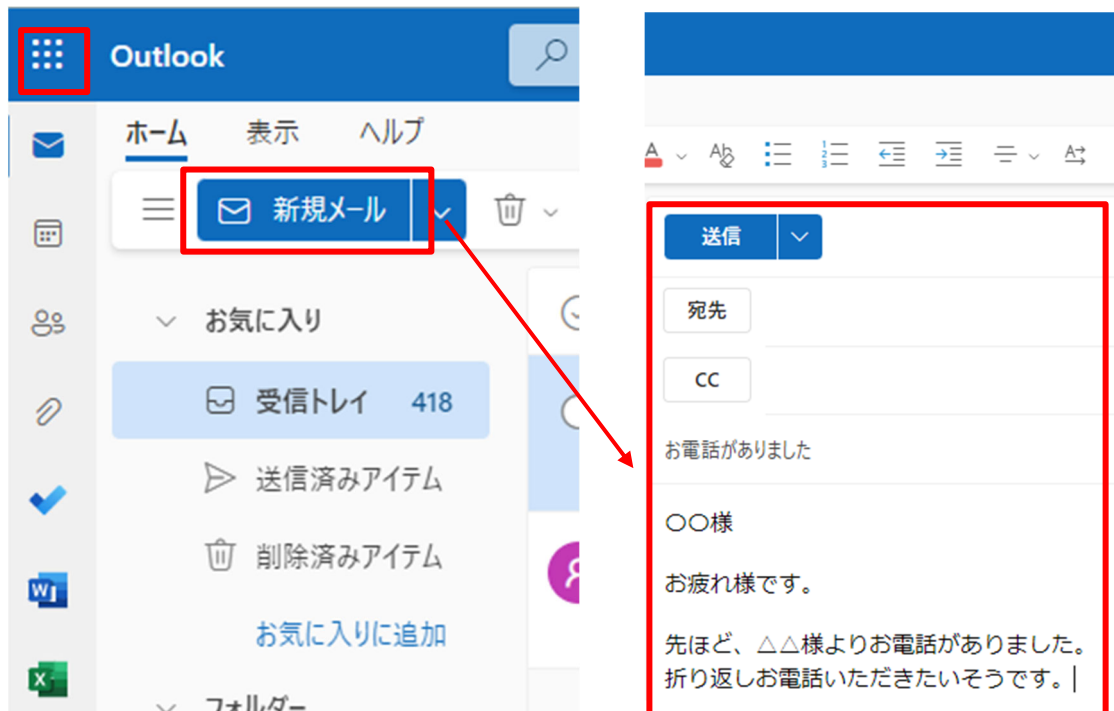 Outlook
ホーム 表示 ヘルプ
新規メール
お気に入り
受信トレイ 418
送信済みアイテム
削除済みアイテム
お気に入りに追加
フォルダー
送信
宛先
CC
お電話がありました
〇〇様
お疲れ様です。
先ほど、△△様よりお電話がありました。
折り返しお電話いただきたいそうです。